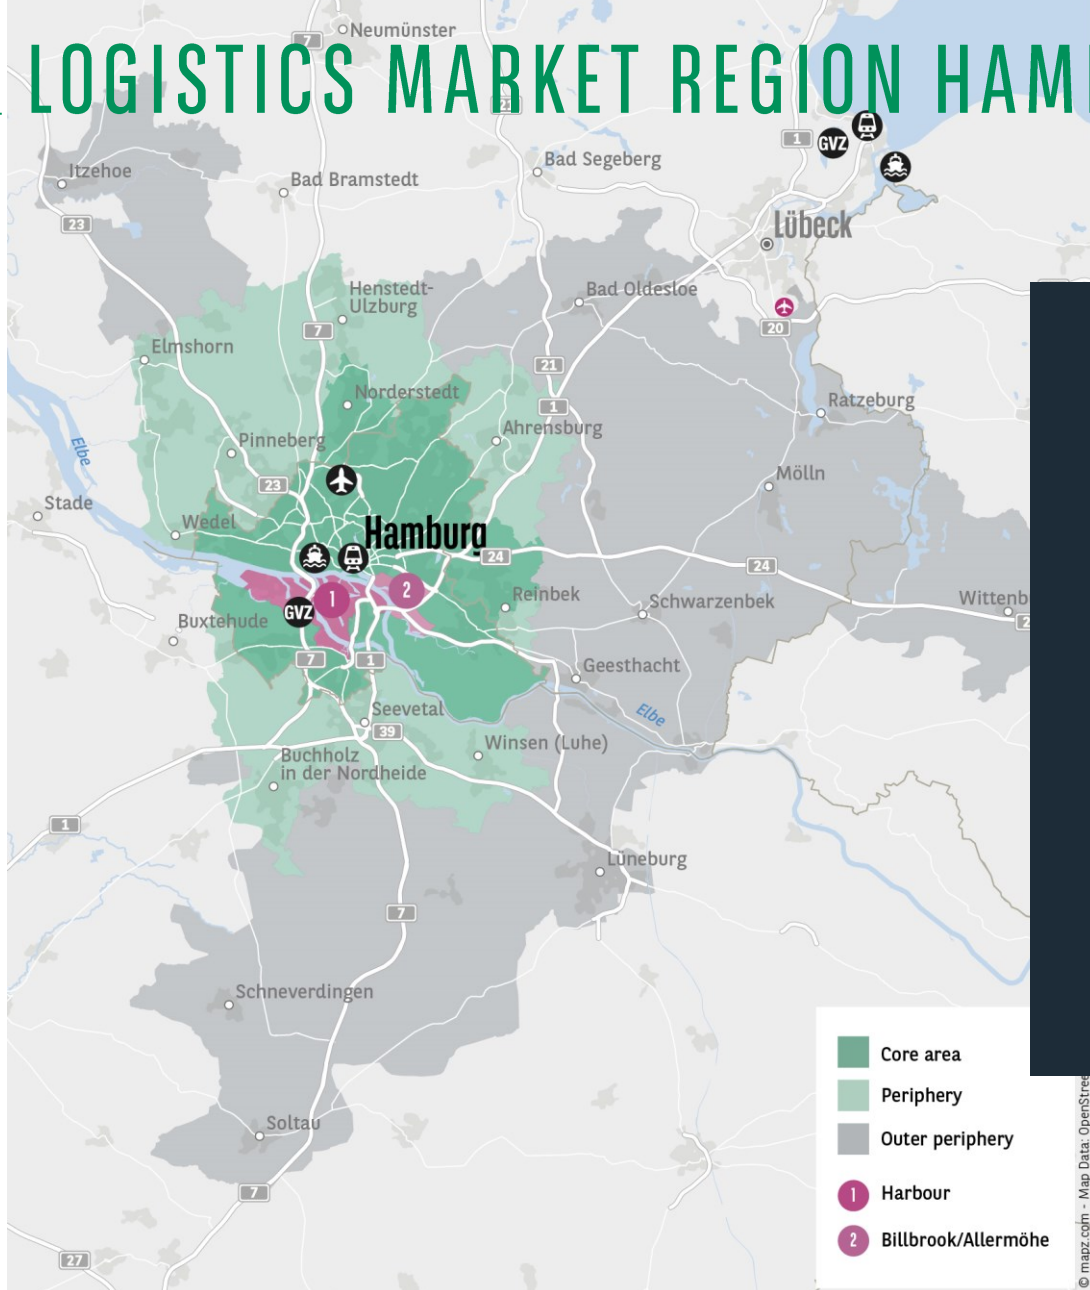 LOGISTICS MARKET REGION HAM
Neumünster
7
21
Bad Segeberg
1
GVZ
Itzehoe
Bad Bramstedt
23
Lübeck
Henstedt-
Ulzburg
Bad Oldesloe
7
20
Elmshorn
21
Norderstedt
1
Ratzeburg
Ahrensburg
Pinneberg
Elbe
23
Mölln
Stade
Wedel
Hamburg
24
24
Reinbek
1
2
GVZ
Schwarzenbek
Wittenb
2
Buxtehude
7
1
Geesthacht
Seevetal
Elbe
39
Winsen (Luhe)
Buchholz
in der Nordheide
1
Lüneburg
7
Schneverdingen
Soltau
7
27
Core area
Periphery
Outer periphery
1 Harbour
2 Billbrook/Allermöhe
© mapz.com - Map Data: OpenStree